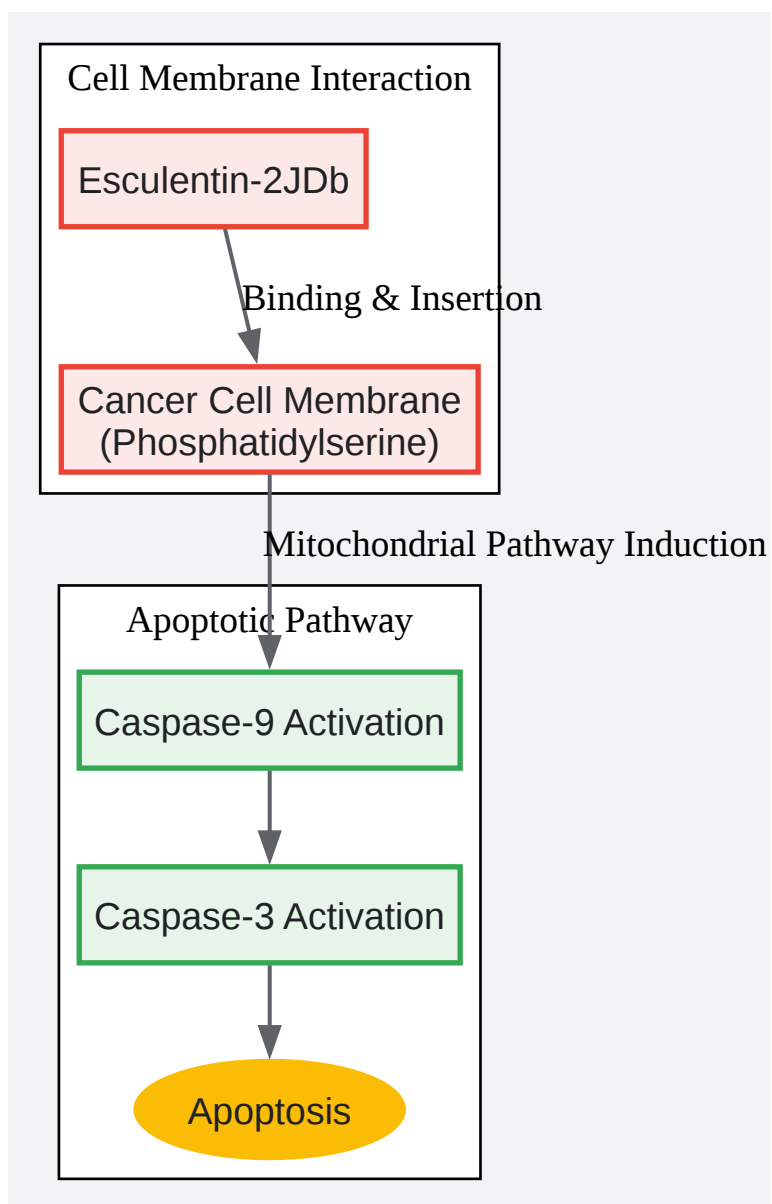 Cell Membrane Interaction
Esculentin-2JDb
Binding & Insertion
Cancer Cell Membrane
(Phosphatidylserine)
Mitochondrial Pathway Induction
Apoptotic Pathway
Caspase-9 Activation
Caspase-3 Activation
Apoptosis